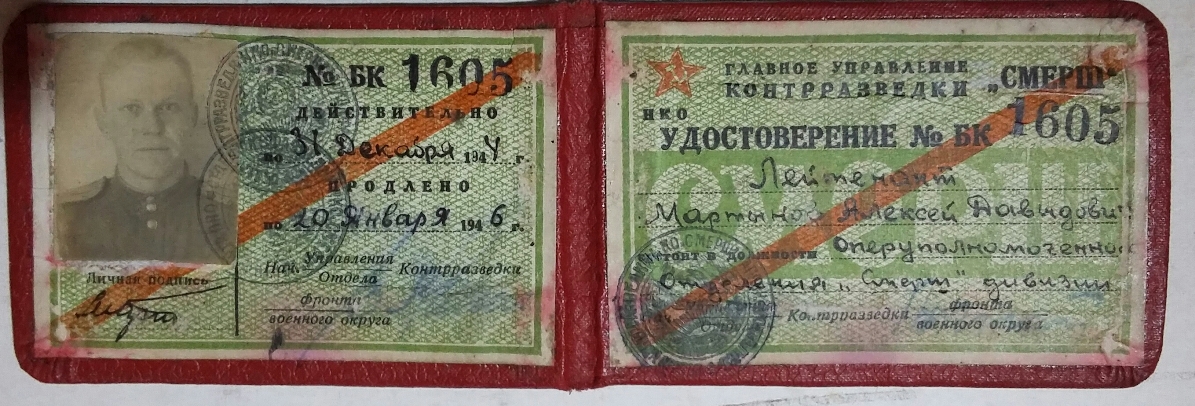 № БК 1605
ДЕЙСТВИТЕЛЬНО
по 31 Декабря 1944 г.
ПРОДЛЕНО
по 20 Января 1946 г.
Нач. Управления Контрразведки
Отдела
фронта
военного округа
Личная подпись
ГЛАВНОЕ УПРАВЛЕНИЕ
КОНТРРАЗВЕДКИ „СМЕРШ“
НКО
УДОСТОВЕРЕНИЕ № БК 1605
СМЕРШ
Лейтенант
Мартынов Алексей Давидович
состоит в должности Оперуполномоченного
Отделения „Смерш" дивизии
Отдела Контрразведки фронта
военного округа